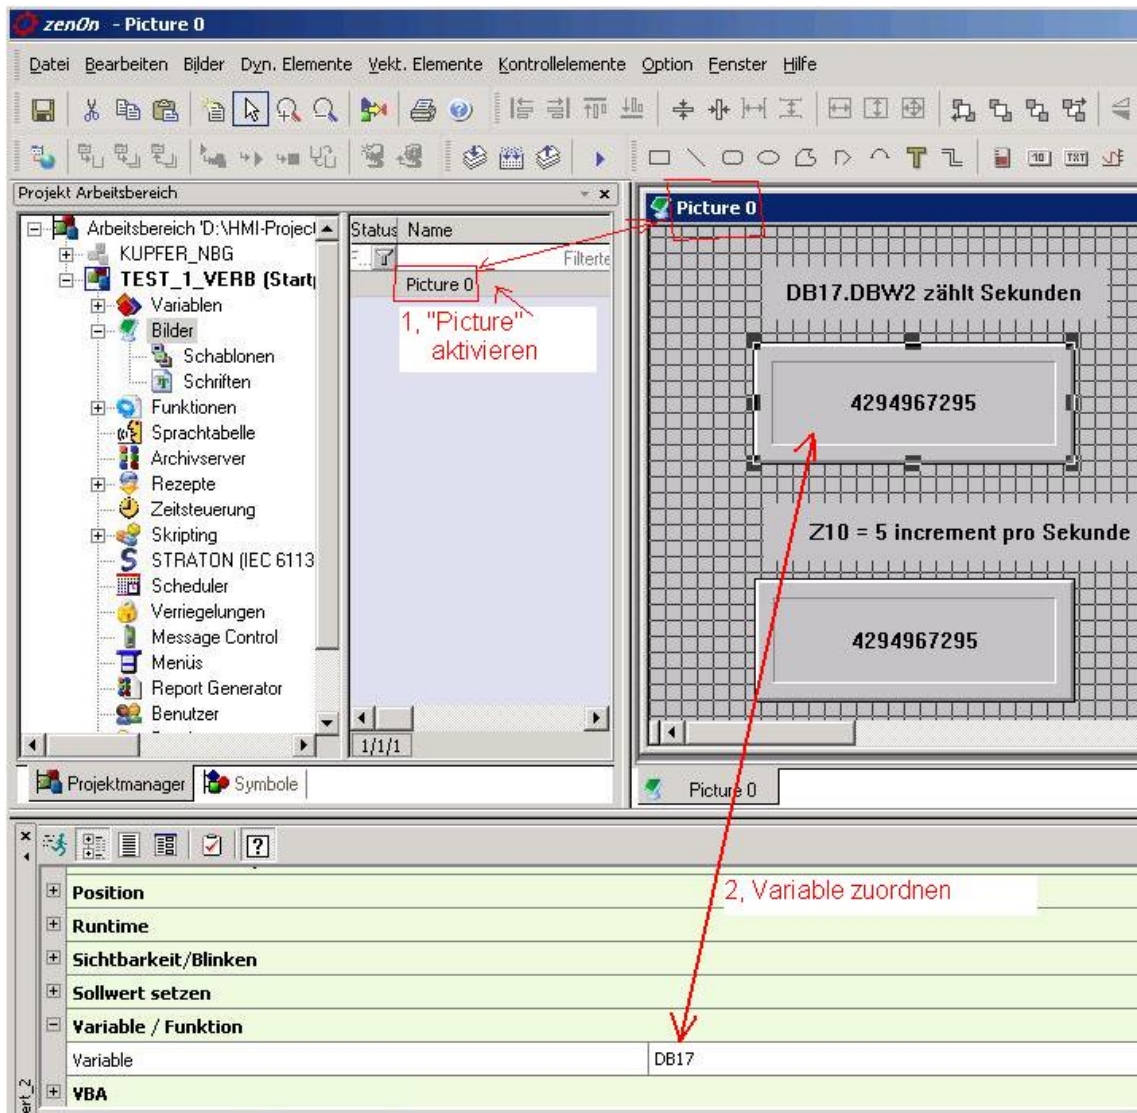 zenOn - Picture 0
Datei Bearbeiten Bilder Dyn. Elemente Vekt. Elemente Kontrollelemente Option Fenster Hilfe
10 TXT
Projekt Arbeitsbereich
Arbeitsbereich 'D:\HMI-Project
KUPFER_NBG
TEST_1_VERB (Start
Variablen
Bilder
Schablonen
Schriften
Funktionen
Sprachtabelle
Archivserver
Rezepte
Zeitsteuerung
Skripting
STRATON (IEC 6113
Scheduler
Verriegelungen
Message Control
Menüs
Report Generator
Benutzer
Projektmanager Symbole
Status Name
F... Filterte
Picture 0
1, "Picture"
aktivieren
1/1/1
Picture 0
DB17.DBW2 zählt Sekunden
4294967295
Z10 = 5 increment pro Sekunde
4294967295
Picture 0
Position
2, Variable zuordnen
Runtime
Sichtbarkeit/Blinken
Sollwert setzen
Variable / Funktion
Variable DB17
VBA
ert_2